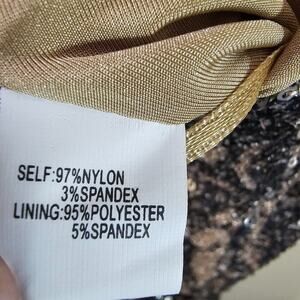 SELF:97%NYLON
3%SPANDEX
LINING:95%POLYESTER
5%SPANDEX